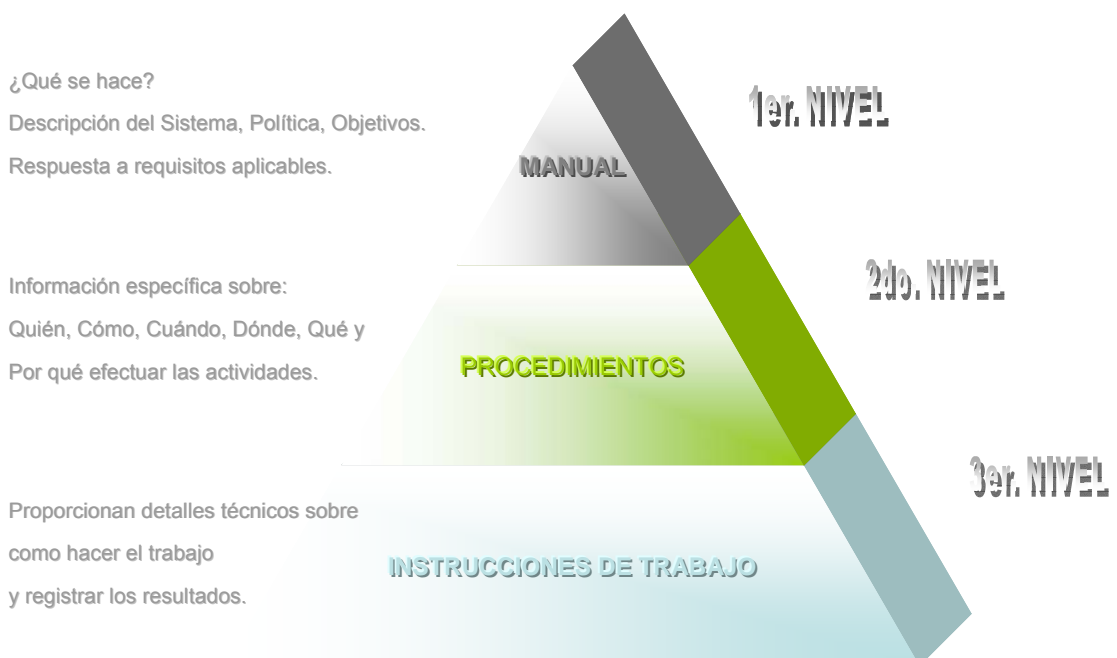 ¿Qué se hace?
Descripción del Sistema, Política, Objetivos.
Respuesta a requisitos aplicables.
MANUAL
1er. NIVEL
Información específica sobre:
Quién, Cómo, Cuándo, Dónde, Qué y
Por qué efectuar las actividades.
PROCEDIMIENTOS
2do. NIVEL
Proporcionan detalles técnicos sobre
como hacer el trabajo
y registrar los resultados.
INSTRUCCIONES DE TRABAJO
3er. NIVEL